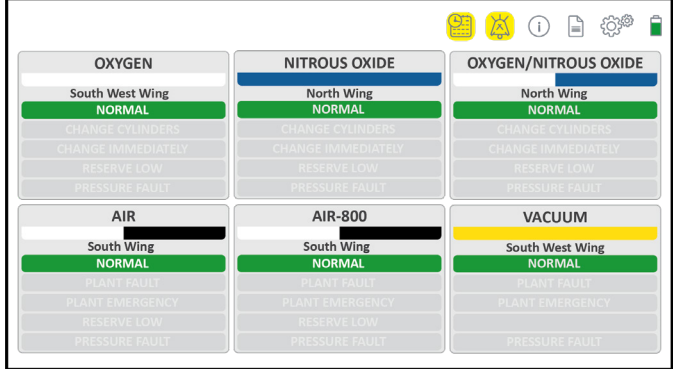 OXYGEN
South West Wing
NORMAL
CHANGE CYLINDERS
CHANGE IMMEDIATELY
RESERVE LOW
PRESSURE FAULT
NITROUS OXIDE
North Wing
NORMAL
CHANGE CYLINDERS
CHANGE IMMEDIATELY
RESERVE LOW
PRESSURE FAULT
OXYGEN/NITROUS OXIDE
North Wing
NORMAL
CHANGE CYLINDERS
CHANGE IMMEDIATELY
RESERVE LOW
PRESSURE FAULT
AIR
South Wing
NORMAL
PLANT FAULT
PLANT EMERGENCY
RESERVE LOW
PRESSURE FAULT
AIR-800
South Wing
NORMAL
PLANT FAULT
PLANT EMERGENCY
RESERVE LOW
PRESSURE FAULT
VACUUM
South West Wing
NORMAL
PLANT FAULT
PLANT EMERGENCY
PRESSURE FAULT